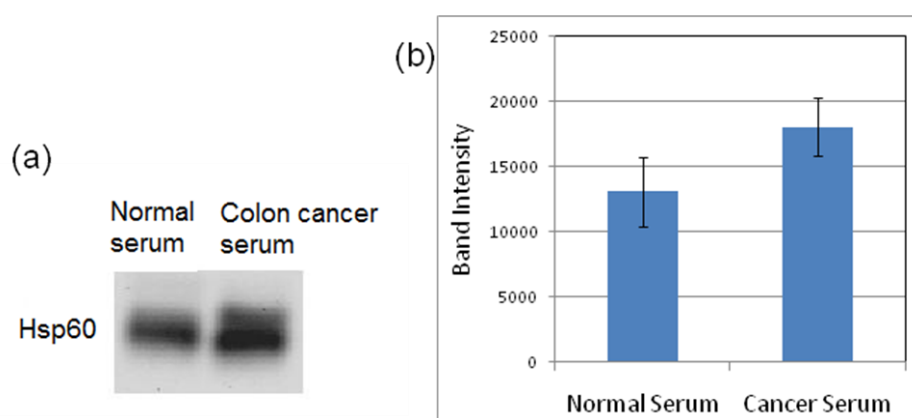 (a)
Normal
serum
Colon cancer
serum
Hsp60
(b)
Band Intensity
25000
20000
15000
10000
5000
0
Normal Serum
Cancer Serum